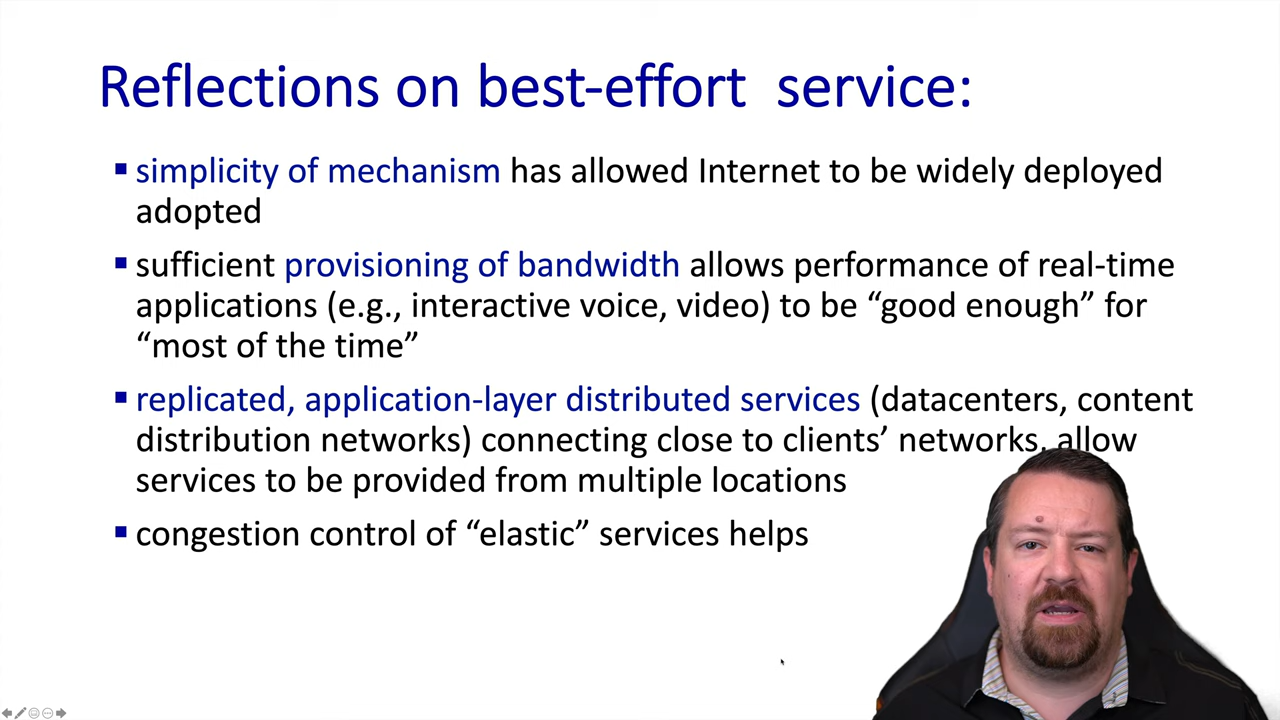 Reflections on best-effort  service:
▪ simplicity of mechanism has allowed Internet to be widely deployed
adopted
▪ sufficient provisioning of bandwidth allows performance of real-time
applications (e.g., interactive voice, video) to be “good enough” for
“most of the time”
▪ replicated, application-layer distributed services (datacenters, content
distribution networks) connecting close to clients’ networks, allow
services to be provided from multiple locations
▪ congestion control of “elastic” services helps